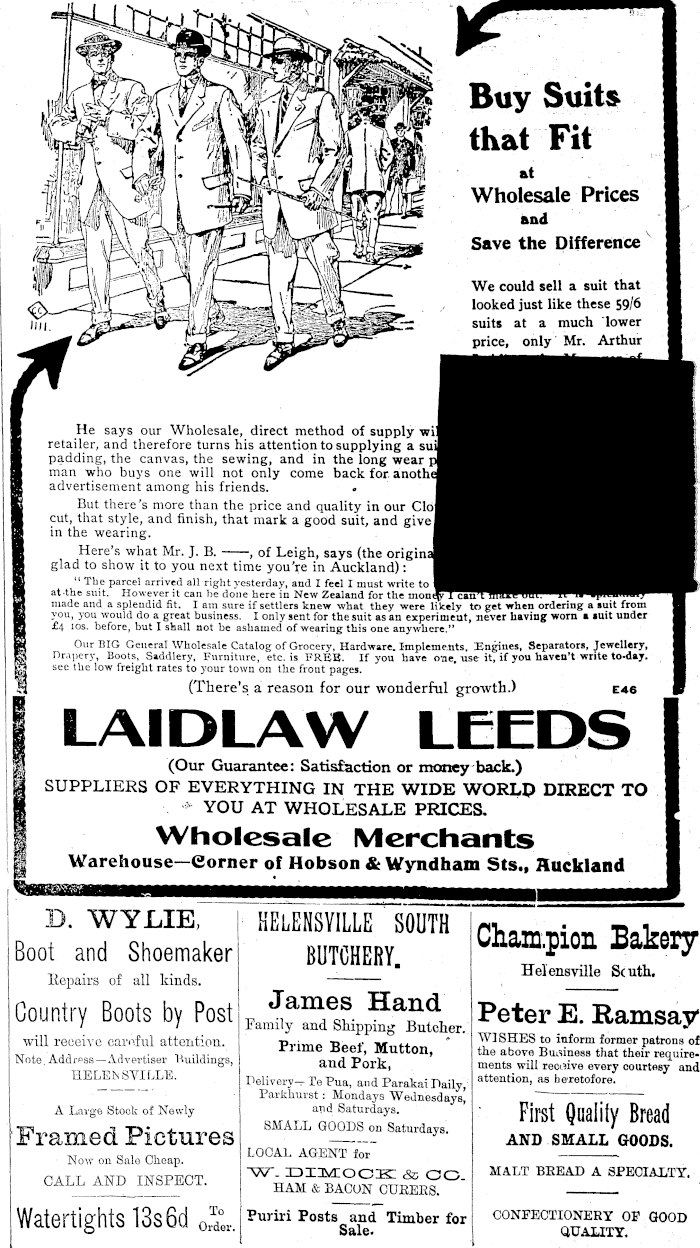 Buy Suits
that Fit
at
Wholesale Prices
and
Save the Difference
We could sell a suit that
looked just like these 59/6
suits at a much lower
price, only Mr. Arthur
He says our Wholesale, direct method of supply
retailer, and therefore turns his attention to supplying a
padding, the canvas, the sewing, and in the long wear
man who buys one will not only come back for
advertisement among his friends.
But there's more than the price and quality in our
cut, that style, and finish, that mark a good suit, and give
in the wearing.
Here's what Mr. J. B. ——, of Leigh, says (the
glad to show it to you next time you're in Auckland):
" The parcel arrived all right yesterday, and I feel I must write to
at the suit. However it can be done here in New Zealand for the money I can't make out. It is splendidly
made and a splendid fit. I am sure if settlers knew what they were likely to get when ordering a suit from
you, you would do a great business. I only sent for the suit as an experiment, never having worn a suit under
£4 10s. before, but I shall not be ashamed of wearing this one anywhere."
Our BIG General Wholesale Catalog of Grocery, Hardware, Implements, Engines, Separators, Jewellery,
Drapery, Boots, Saddlery, Furniture, etc. is FREE. If you have one, use it, if you haven't write to-day.
see the low freight rates to your town on the front pages.
(There's a reason for our wonderful growth.) E46
LAIDLAW LEEDS
(Our Guarantee: Satisfaction or money back.)
SUPPLIERS OF EVERYTHING IN THE WIDE WORLD DIRECT TO
YOU AT WHOLESALE PRICES.
Wholesale Merchants
Warehouse—Corner of Hobson & Wyndham Sts., Auckland
D. WYLIE,
Boot and Shoemaker
Repairs of all kinds.
Country Boots by Post
will receive careful attention.
Note Address—Advertiser Buildings,
HELENSVILLE.
A Large Stock of Newly
Framed Pictures
Now on Sale Cheap.
CALL AND INSPECT.
Watertights 13s6d To Order.
HELENSVILLE SOUTH
BUTCHERY.
James Hand
Family and Shipping Butcher.
Prime Beef, Mutton,
and Pork,
Delivery—Te Pua, and Parakai Daily,
Parkhurst: Mondays Wednesdays,
and Saturdays.
SMALL GOODS on Saturdays.
LOCAL AGENT for
W. DIMOCK & CO.
HAM & BACON CURERS.
Puriri Posts and Timber for
Sale.
Champion Bakery
Helensville South.
Peter E. Ramsay
WISHES to inform former patrons of
the above Business that their require-
ments will receive every courtesy and
attention, as heretofore.
First Quality Bread
AND SMALL GOODS.
MALT BREAD A SPECIALTY.
CONFECTIONERY OF GOOD
QUALITY.